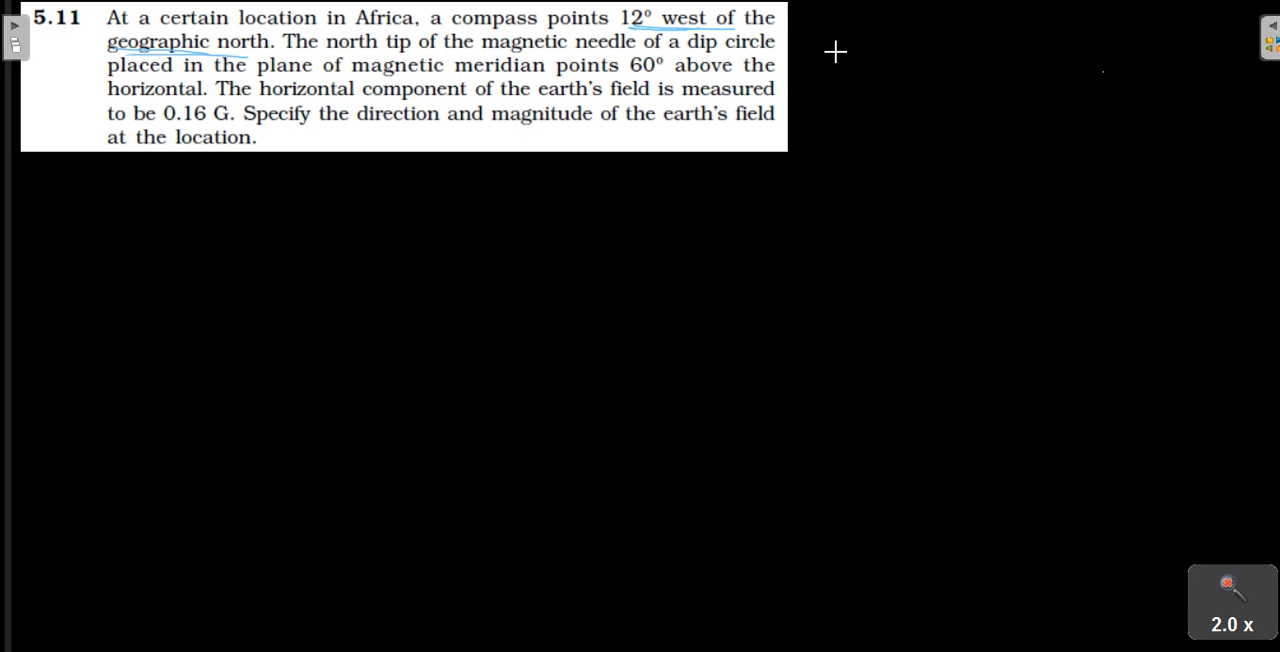 5.11 At a certain location in Africa, a compass points 12° west of the
geographic north. The north tip of the magnetic needle of a dip circle
placed in the plane of magnetic meridian points 60° above the
horizontal. The horizontal component of the earth's field is measured
to be 0.16 G. Specify the direction and magnitude of the earth's field
at the location.
2.0 x